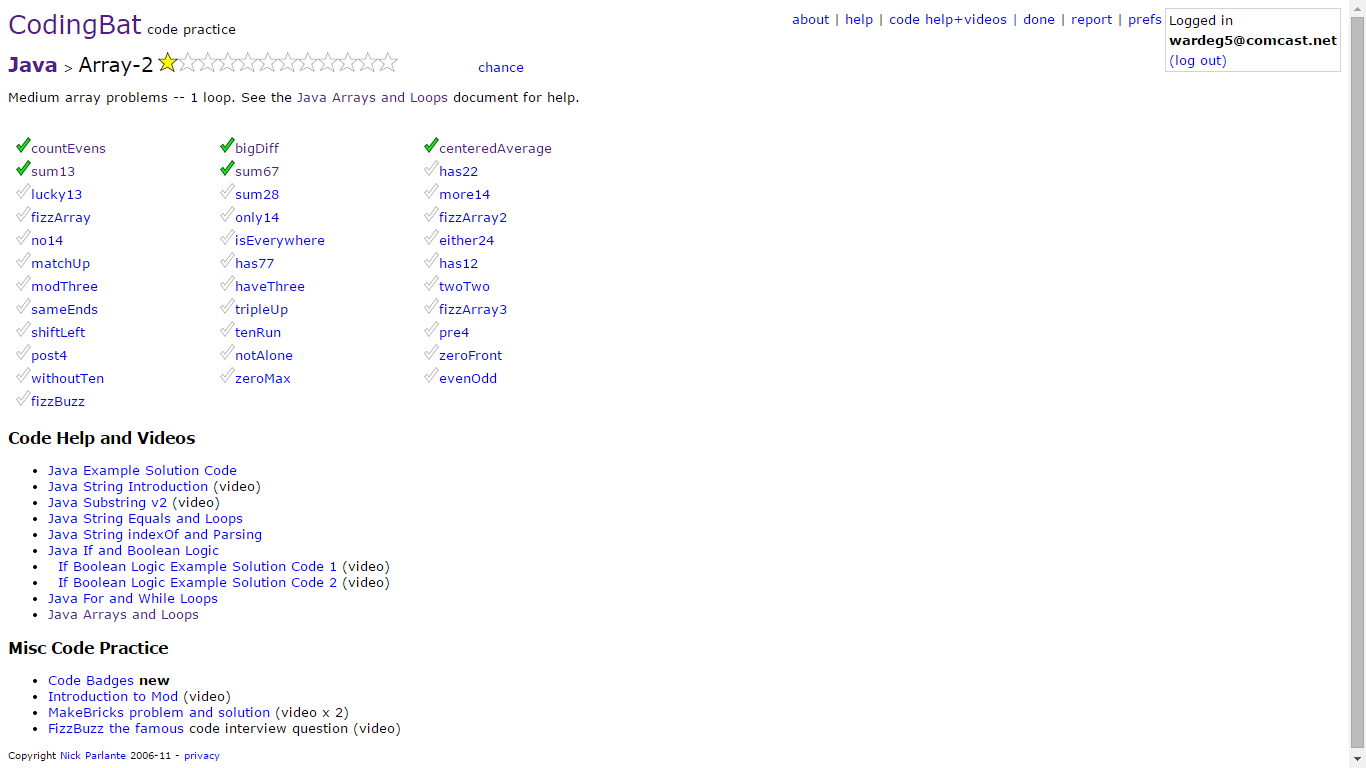 CodingBat code practice
about | help | code help+videos | done | report | prefs
Logged in
wardeg5@comcast.net
(log out)
Java > Array-2 chance
Medium array problems -- 1 loop. See the Java Arrays and Loops document for help.
countEvens bigDiff centeredAverage
sum13 sum67 has22
lucky13 sum28 more14
fizzArray only14 fizzArray2
no14 isEverywhere either24
matchUp has77 has12
modThree haveThree twoTwo
sameEnds tripleUp fizzArray3
shiftLeft tenRun pre4
post4 notAlone zeroFront
withoutTen zeroMax evenOdd
fizzBuzz
Code Help and Videos
• Java Example Solution Code
• Java String Introduction (video)
• Java Substring v2 (video)
• Java String Equals and Loops
• Java String indexOf and Parsing
• Java If and Boolean Logic
• If Boolean Logic Example Solution Code 1 (video)
• If Boolean Logic Example Solution Code 2 (video)
• Java For and While Loops
• Java Arrays and Loops
Misc Code Practice
• Code Badges new
• Introduction to Mod (video)
• MakeBricks problem and solution (video x 2)
• FizzBuzz the famous code interview question (video)
Copyright Nick Parlante 2006-11 - privacy